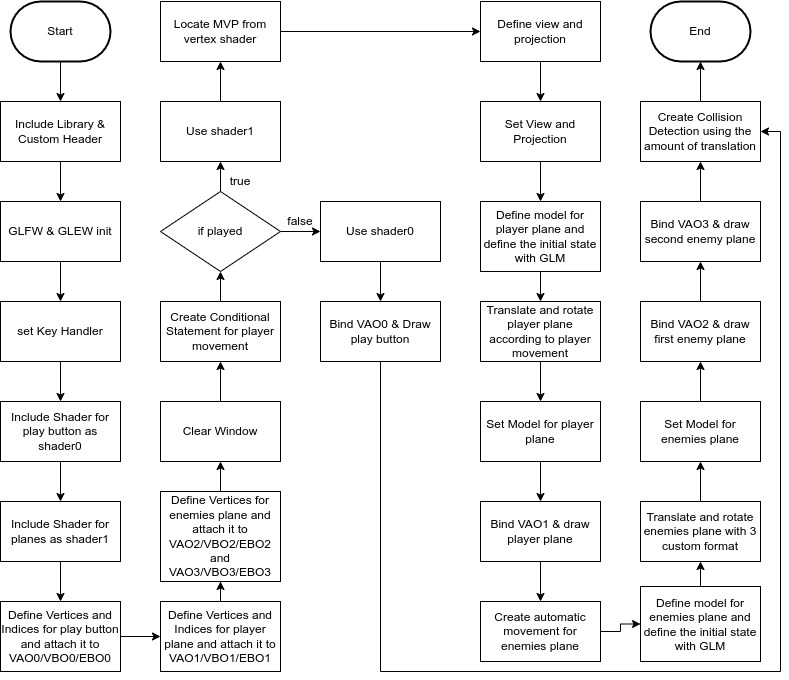 Start
Include Library &
Custom Header
GLFW & GLEW init
set Key Handler
Include Shader for
play button as
shader0
Include Shader for
planes as shader1
Define Vertices and
Indices for play button
and attach it to
VAO0/VBO0/EBO0
Define Vertices and
Indices for player
plane and attach it to
VAO1/VBO1/EBO1
Define Vertices for
enemies plane and
attach it to
VAO2/VBO2/EBO2
and
VAO3/VBO3/EBO3
Clear Window
Create Conditional
Statement for player
movement
if played
true
false
Use shader1
Locate MVP from
vertex shader
Use shader0
Bind VAO0 & Draw
play button
Define view and
projection
Set View and
Projection
Define model for
player plane and
define the initial state
with GLM
Translate and rotate
player plane
according to player
movement
Set Model for player
plane
Bind VAO1 & draw
player plane
Create automatic
movement for
enemies plane
Define model for
enemies plane and
define the initial state
with GLM
Translate and rotate
enemies plane with 3
custom format
Set Model for
enemies plane
Bind VAO2 & draw
first enemy plane
Bind VAO3 & draw
second enemy plane
Create Collision
Detection using the
amount of translation
End